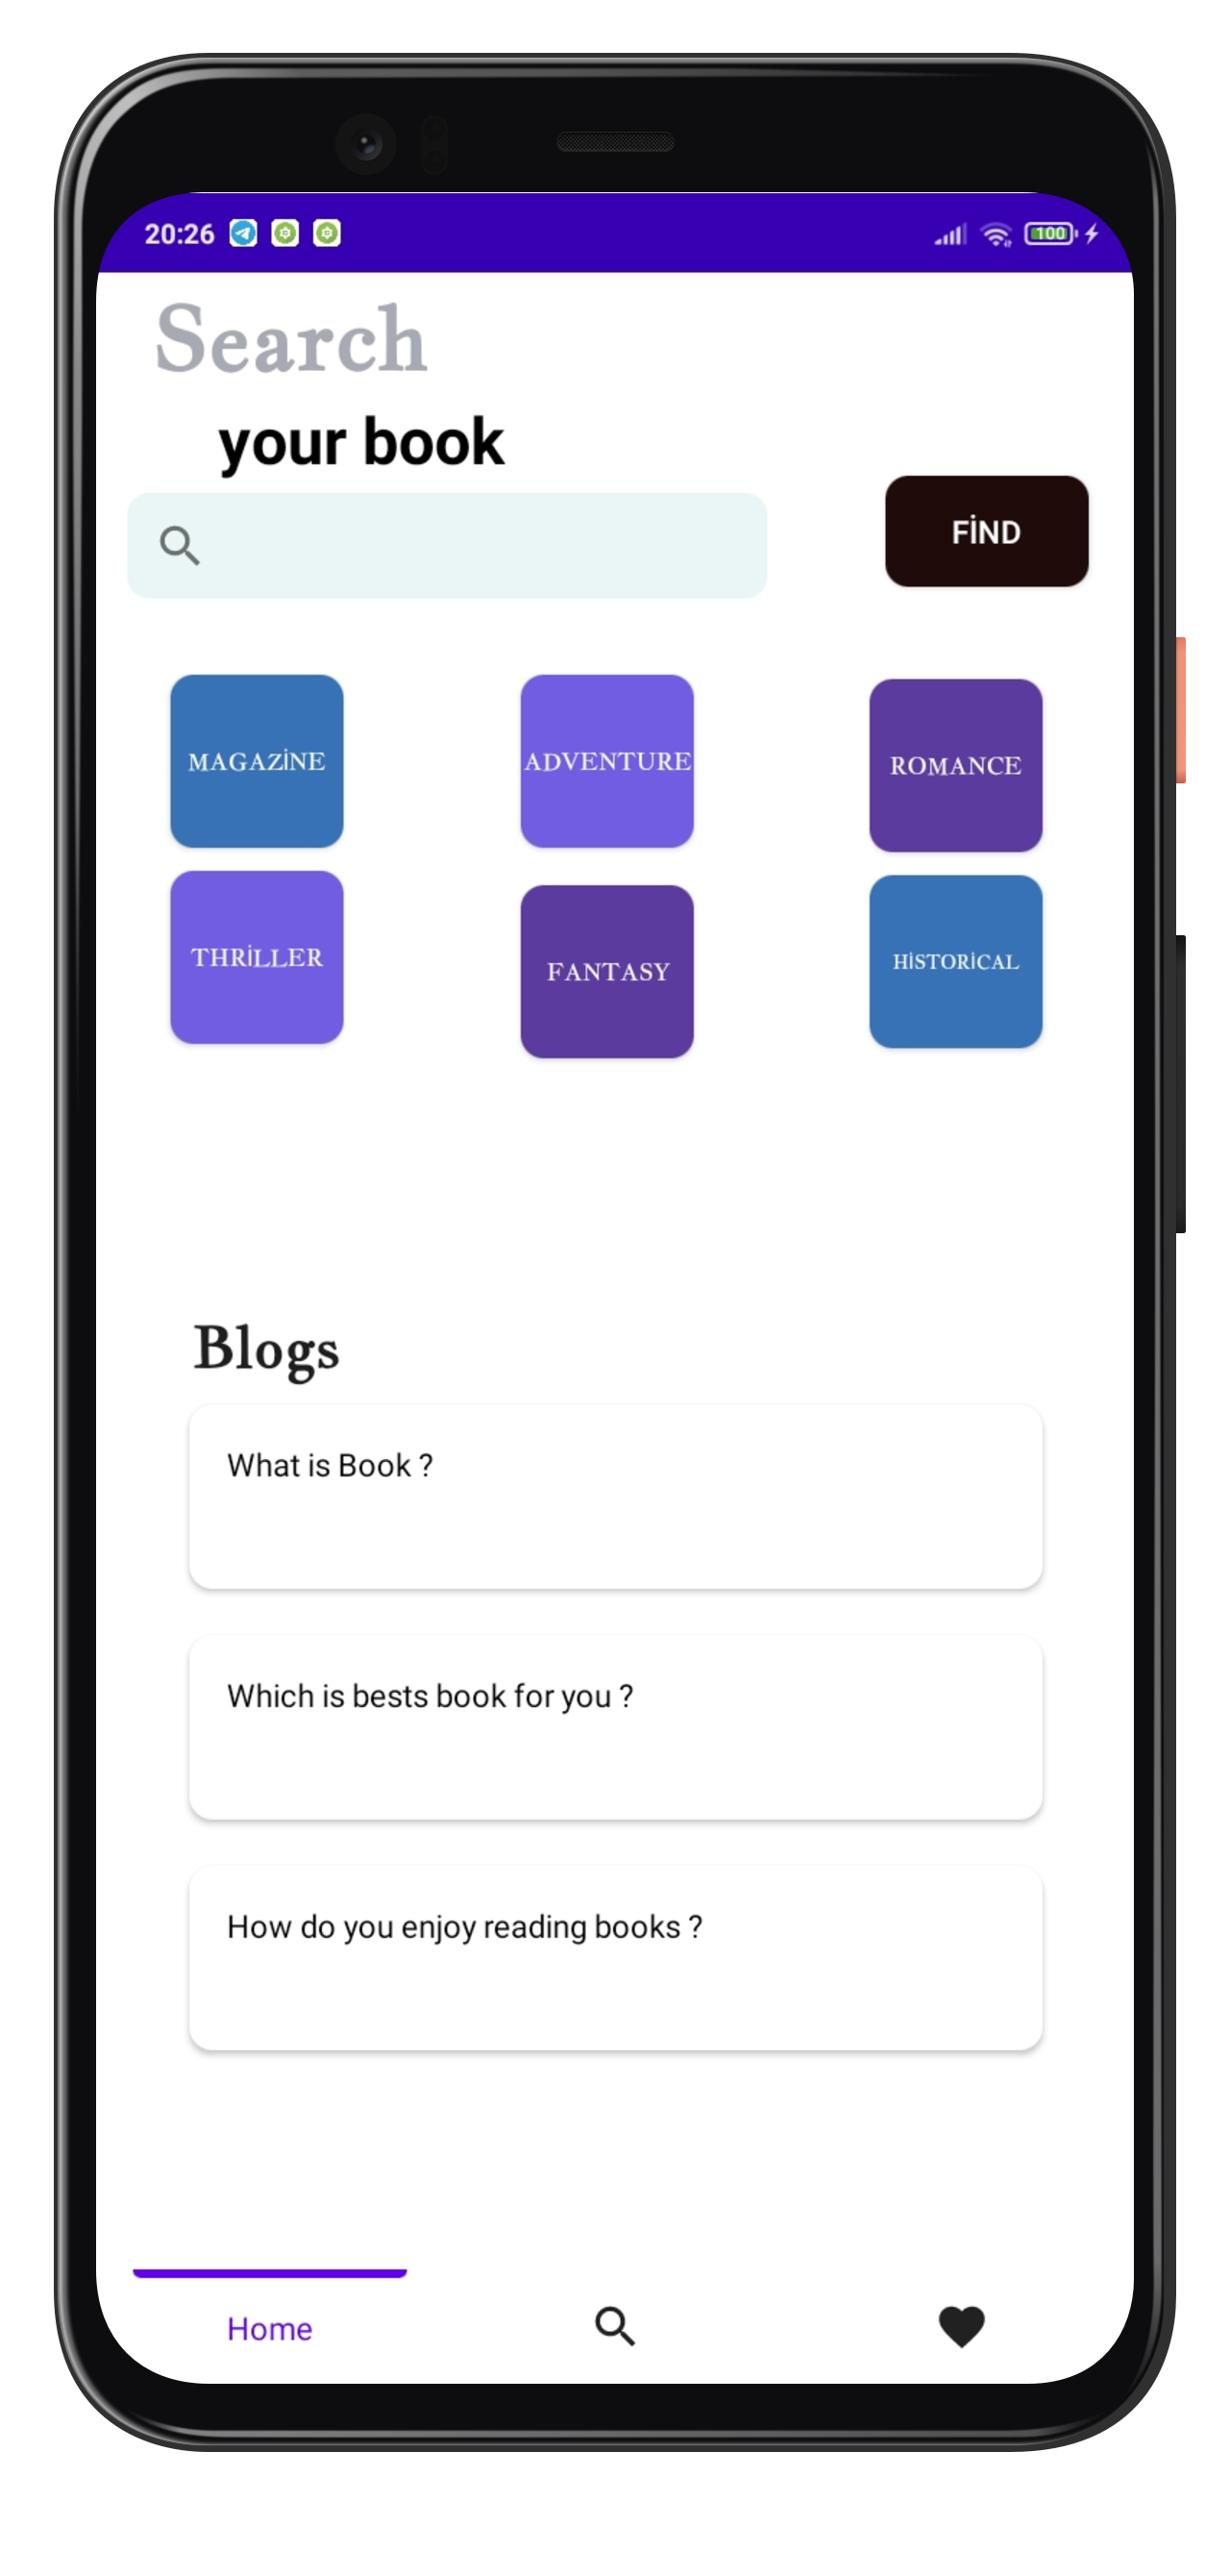 20:26
100
Search
your book
FİND
MAGAZİNE
ADVENTURE
ROMANCE
THRİLLER
FANTASY
HİSTORİCAL
Blogs
What is Book ?
Which is bests book for you ?
How do you enjoy reading books ?
Home